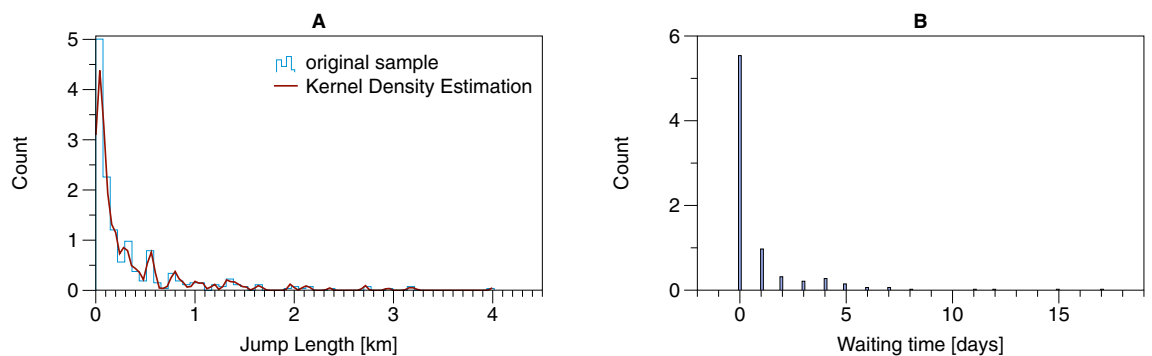 A
5
4
3
2
1
0
Count
original sample
Kernel Density Estimation
0
1
2
3
4
Jump Length [km]
B
6
4
2
0
Count
0
5
10
15
Waiting time [days]